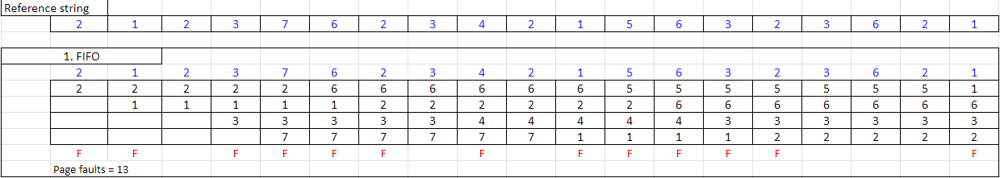 Reference string
2 1 2 3 7 6 2 3 4 2 1 5 6 3 2 3 6 2 1
1. FIFO
2 1 2 3 7 6 2 3 4 2 1 5 6 3 2 3 6 2 1
2 2 2 2 2 6 6 6 6 6 6 5 5 5 5 5 5 5 1
1 1 1 1 1 2 2 2 2 2 2 6 6 6 6 6 6 6
3 3 3 3 3 4 4 4 4 4 3 3 3 3 3 3
7 7 7 7 7 7 1 1 1 1 2 2 2 2 2
F F F F F F F F F F F F F
Page faults = 13